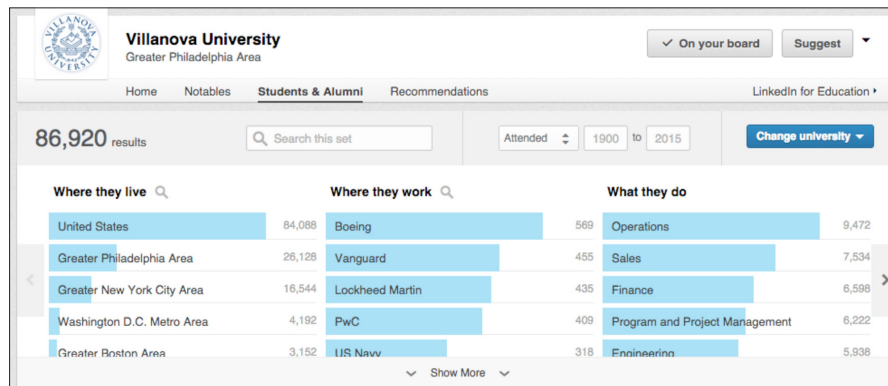 VILLANOVA UNIVERSITY
Villanova University
Greater Philadelphia Area
On your board
Suggest
Home Notables Students & Alumni Recommendations LinkedIn for Education
86,920 results
Search this set
Attended 1900 to 2015
Change university
Where they live
United States 84,088
Greater Philadelphia Area 26,128
Greater New York City Area 16,544
Washington D.C. Metro Area 4,192
Greater Boston Area 3,152
Where they work
Boeing 569
Vanguard 455
Lockheed Martin 435
PwC 409
US Navy 318
What they do
Operations 9,472
Sales 7,534
Finance 6,598
Program and Project Management 6,222
Engineering 5,938
Show More